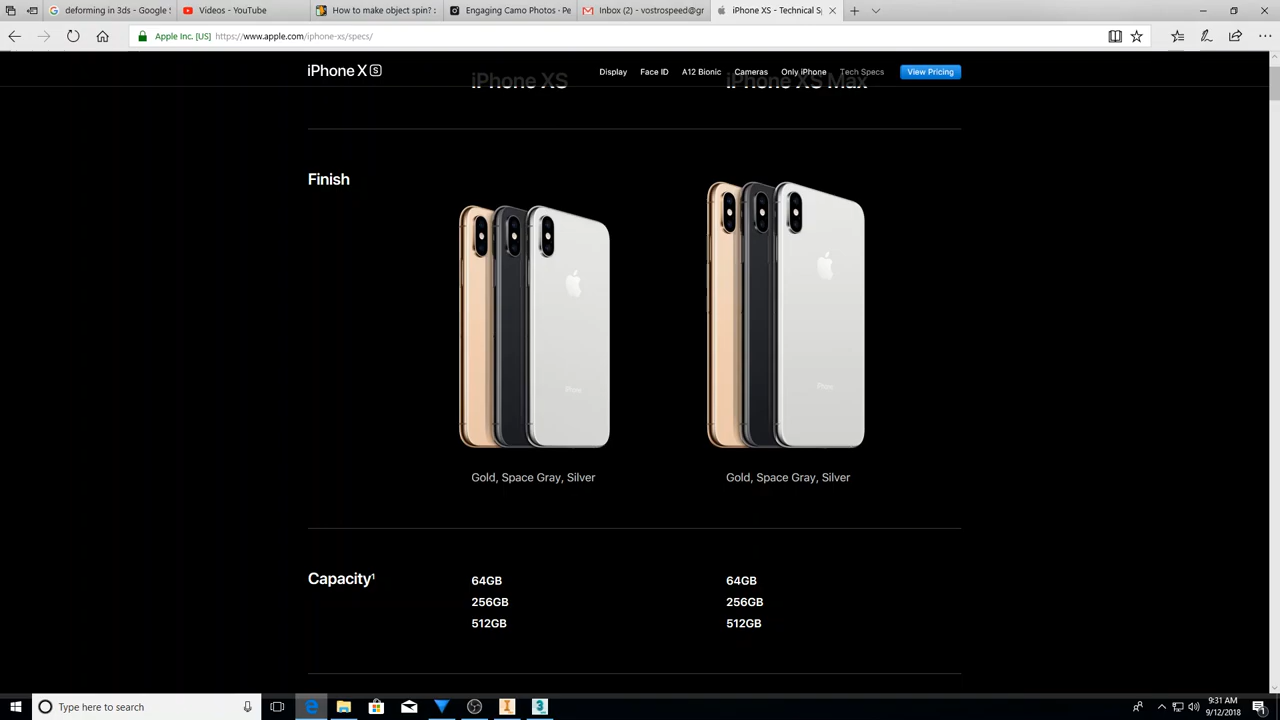 deforming in 3ds - Google S
Videos - YouTube
How to make object spin? :
Engaging Camo Photos - Pe
Inbox (2) - vostrospeed@gr
iPhone XS - Technical Sp
Apple Inc. [US] https://www.apple.com/iphone-xs/specs/
iPhone XS
Display
Face ID
A12 Bionic
Cameras
Only iPhone
Tech Specs
View Pricing
iPhone XS
iPhone XS Max
Finish
Gold, Space Gray, Silver
Gold, Space Gray, Silver
Capacity¹
64GB
256GB
512GB
64GB
256GB
512GB
Type here to search
9:31 AM
9/12/2018